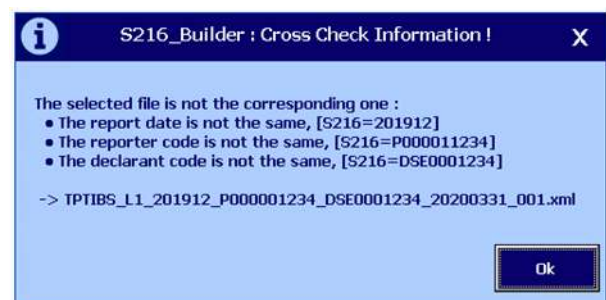 S216_Builder : Cross Check Information !
X
The selected file is not the corresponding one :
• The report date is not the same, [S216=201912]
• The reporter code is not the same, [S216=P000011234]
• The declarant code is not the same, [S216=DSE0001234]
-> TPTIBS_L1_201912_P000001234_DSE0001234_20200331_001.xml
Ok